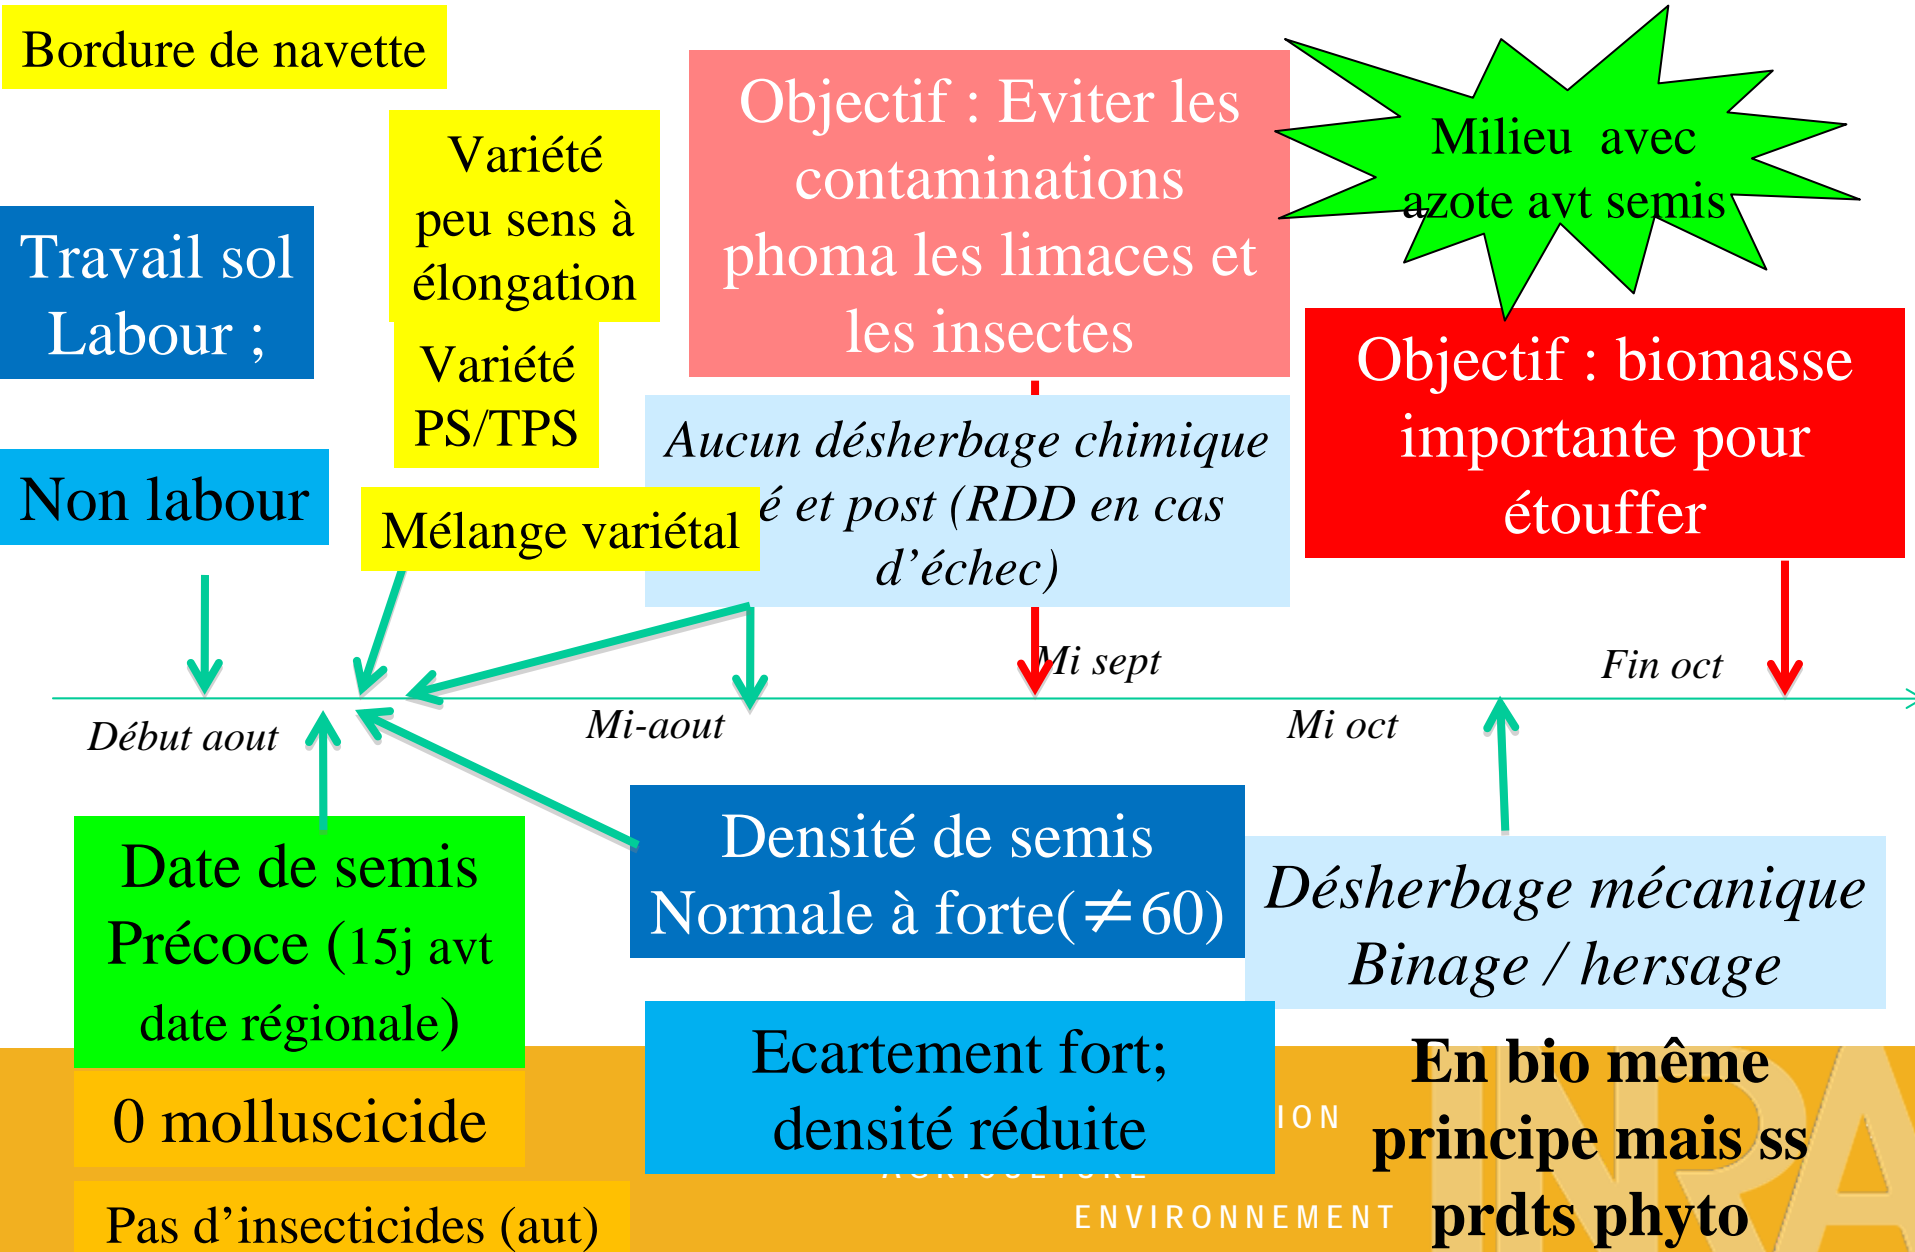 Bordure de navette
Variété
peu sens à
élongation
Variété
PS/TPS
Objectif : Eviter les
contaminations
phoma les limaces et
les insectes
Milieu avec
azote avt semis
Travail sol
Labour ;
Non labour
Mélange variétal
Aucun désherbage chimique
é et post (RDD en cas
d’échec)
Objectif : biomasse
importante pour
étouffer
Mi sept
Fin oct
Début aout
Mi-aout
Mi oct
Date de semis
Précoce (15j avt
date régionale)
Densité de semis
Normale à forte(≠60)
Désherbage mécanique
Binage / hersage
Ecartement fort;
densité réduite
0 molluscicide
Pas d’insecticides (aut)
En bio même
principe mais ss
prdts phyto
ION
AGRICULTURE
ENVIRONNEMENT
INRA